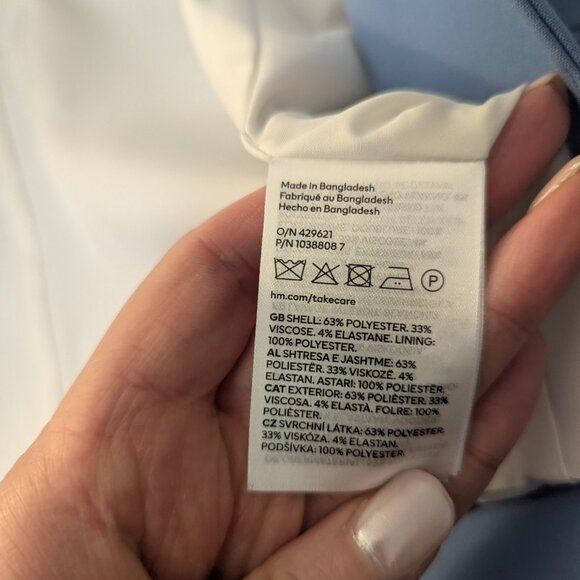 Made in Bangladesh
Fabriqué au Bangladesh
Hecho en Bangladesh
O/N 429621
P/N 1038808 7
P
hm.com/takecare
GB SHELL: 63% POLYESTER. 33%
VISCOSE. 4% ELASTANE. LINING:
100% POLYESTER.
AL SHTRESA E JASHTME: 63%
POLIESTËR. 33% VISKOZË. 4%
ELASTAN. ASTARI: 100% POLIESTËR.
CAT EXTERIOR: 63% POLIÈSTER. 33%
VISCOSA. 4% ELASTÀ. FOLRE: 100%
POLIÈSTER.
CZ SVRCHNÍ LÁTKA: 63% POLYESTER.
33% VISKÓZA. 4% ELASTAN.
PODŠÍVKA: 100% POLYESTER.